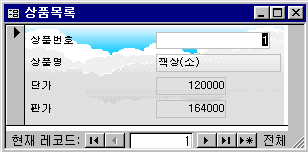 상품목록
상품번호 1
상품명 책상(소)
단가 120000
판가 164000
현재 레코드: 1 전체